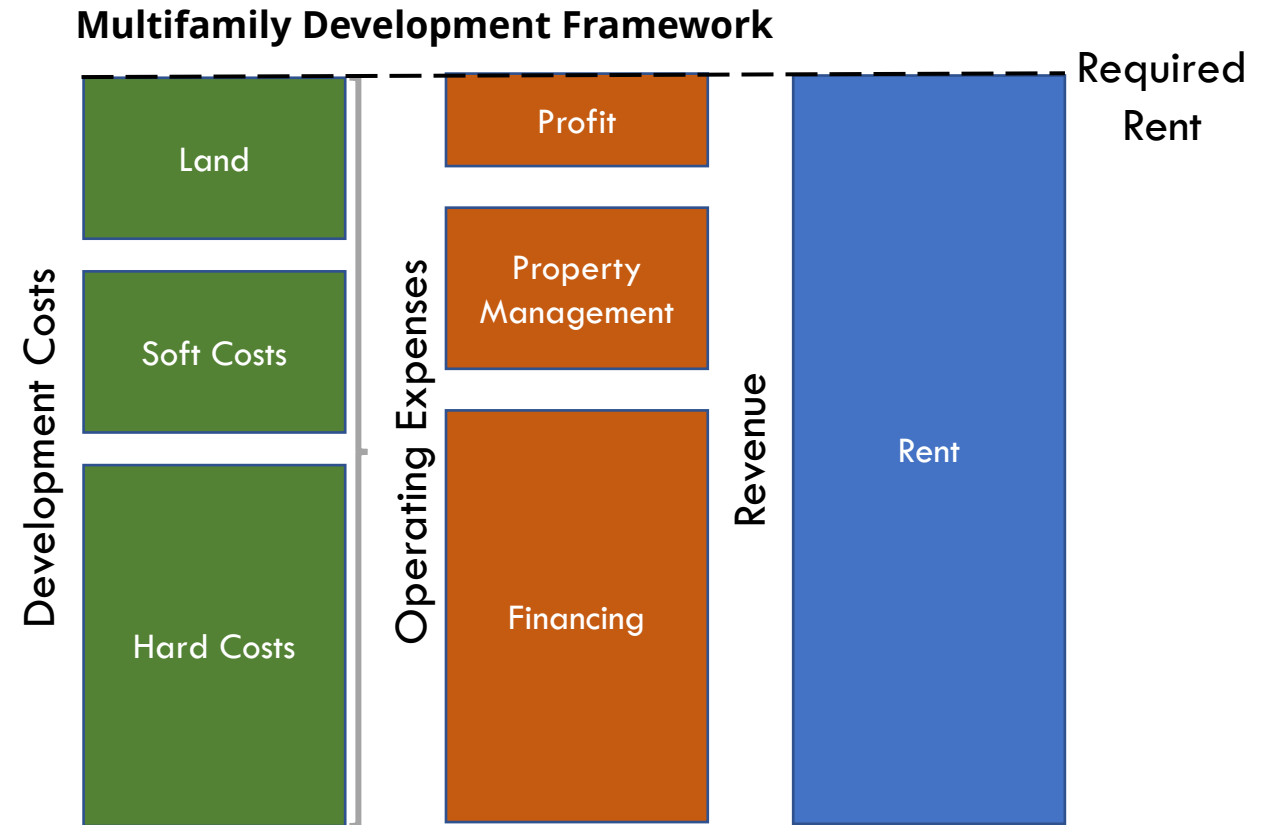 Multifamily Development Framework
Required
Rent
Development Costs
Land
Soft Costs
Hard Costs
Operating Expenses
Profit
Property
Management
Financing
Revenue
Rent